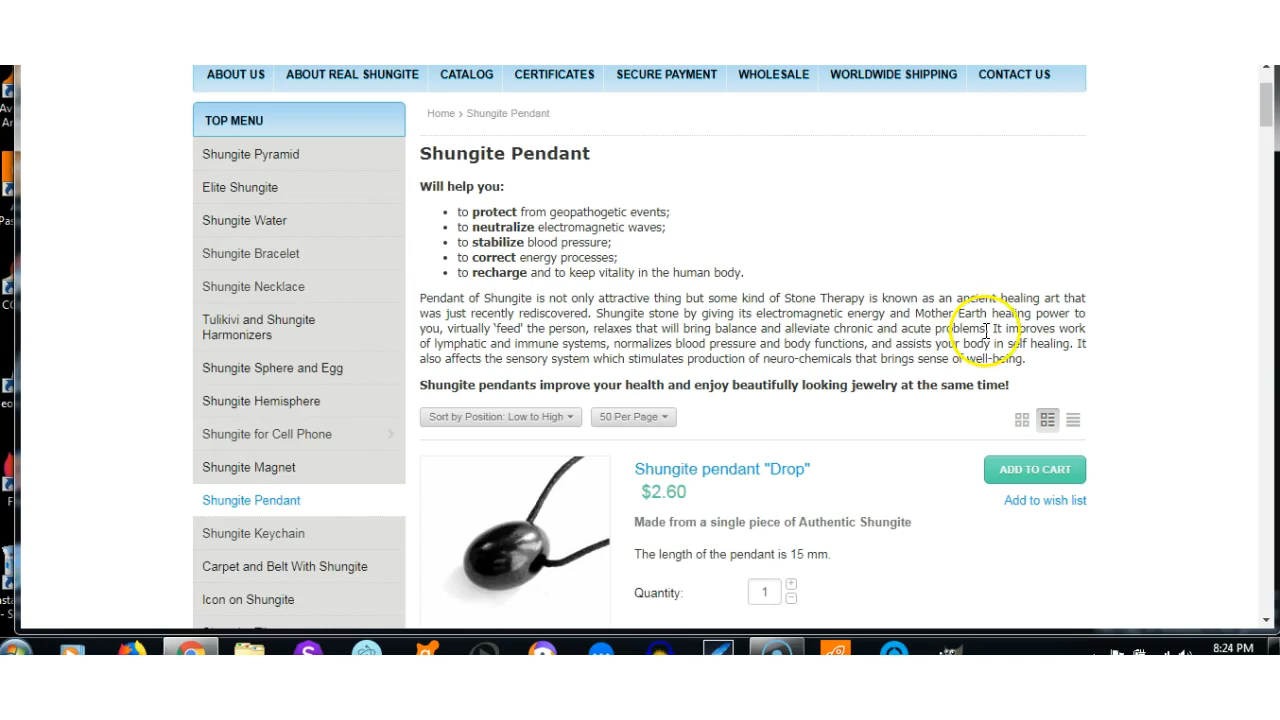 ABOUT US ABOUT REAL SHUNGITE CATALOG CERTIFICATES SECURE PAYMENT WHOLESALE WORLDWIDE SHIPPING CONTACT US
TOP MENU
Shungite Pyramid
Elite Shungite
Shungite Water
Shungite Bracelet
Shungite Necklace
Tulikivi and Shungite
Harmonizers
Shungite Sphere and Egg
Shungite Hemisphere
Shungite for Cell Phone
Shungite Magnet
Shungite Pendant
Shungite Keychain
Carpet and Belt With Shungite
Icon on Shungite
Home > Shungite Pendant
Shungite Pendant
Will help you:
• to protect from geopathogetic events;
• to neutralize electromagnetic waves;
• to stabilize blood pressure;
• to correct energy processes;
• to recharge and to keep vitality in the human body.
Pendant of Shungite is not only attractive thing but some kind of Stone Therapy is known as an ancient healing art that
was just recently rediscovered. Shungite stone by giving its electromagnetic energy and Mother Earth healing power to
you, virtually 'feed' the person, relaxes that will bring balance and alleviate chronic and acute problems. It improves work
of lymphatic and immune systems, normalizes blood pressure and body functions, and assists your body in self healing. It
also affects the sensory system which stimulates production of neuro-chemicals that brings sense of well-being.
Shungite pendants improve your health and enjoy beautifully looking jewelry at the same time!
Sort by Position: Low to High 50 Per Page
Shungite pendant "Drop"
$2.60
ADD TO CART
Add to wish list
Made from a single piece of Authentic Shungite
The length of the pendant is 15 mm.
Quantity: 1
8:24 PM